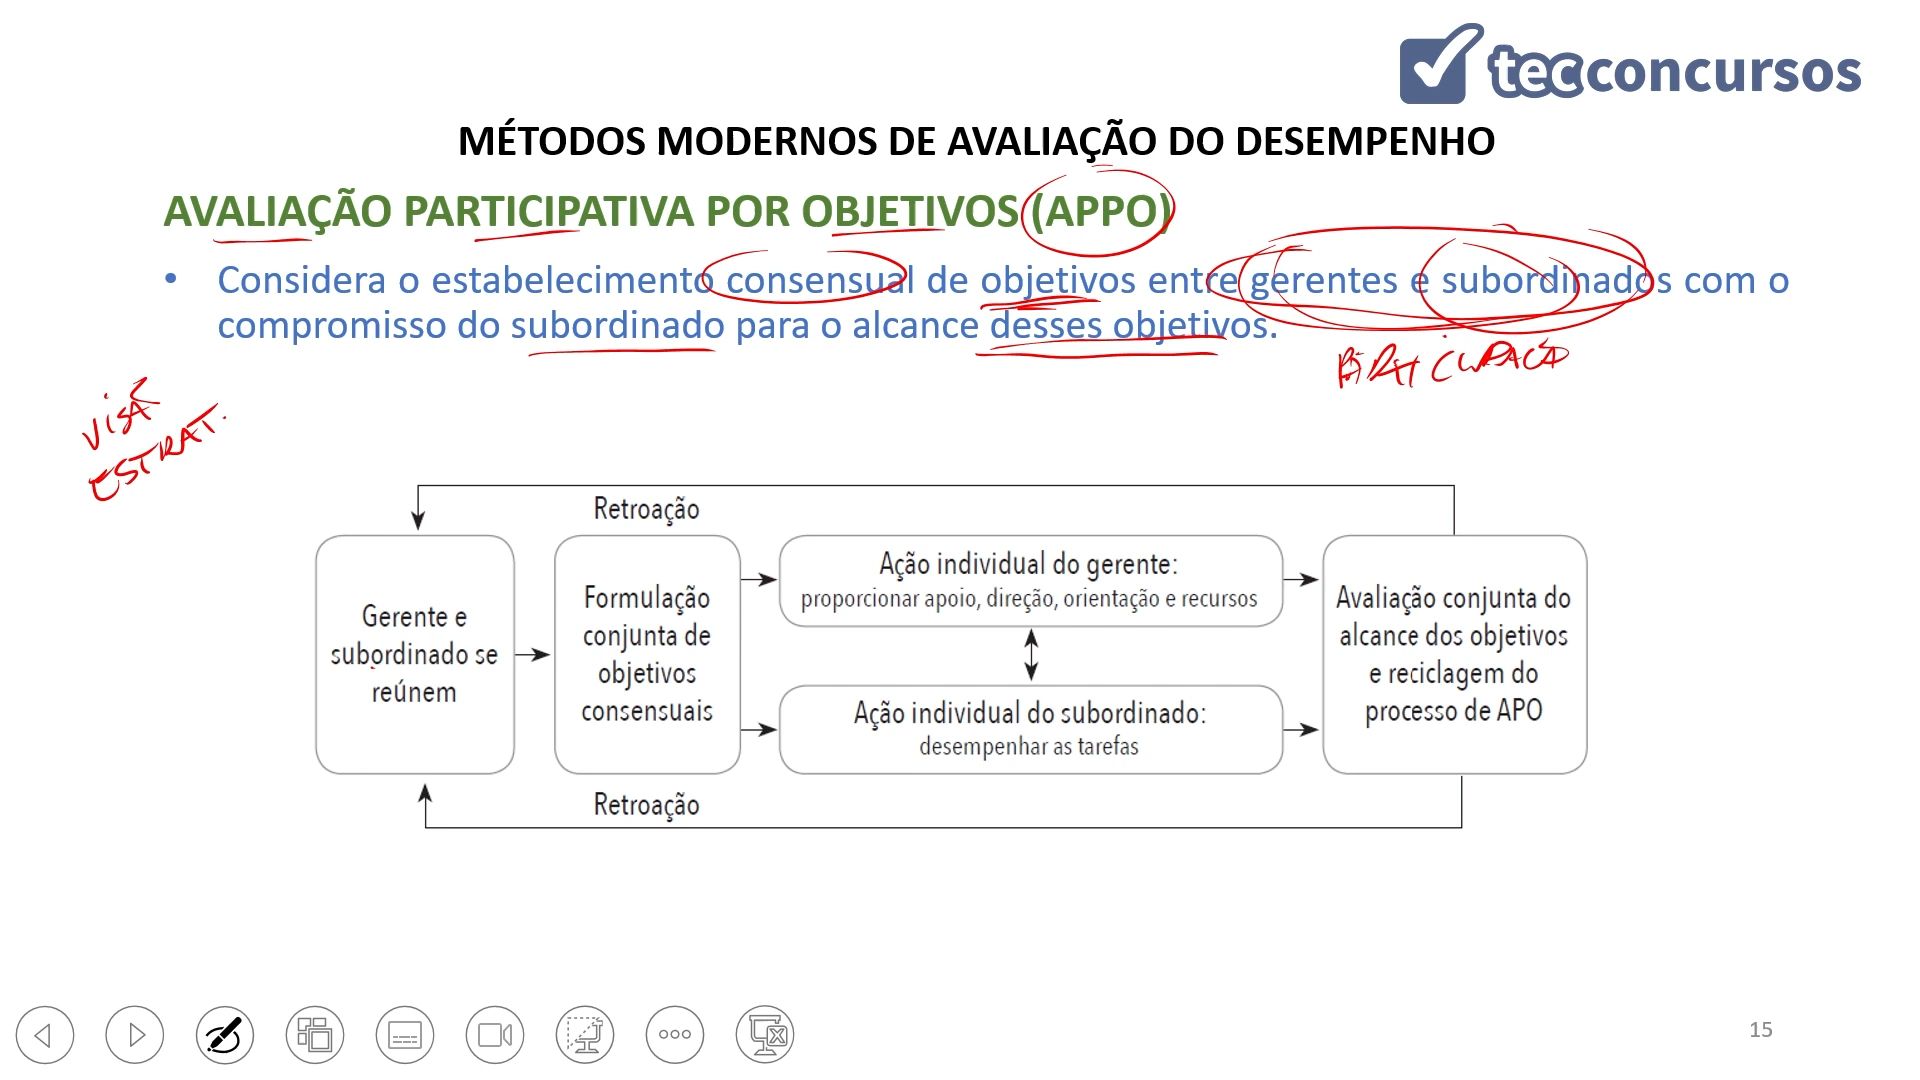 tecconcursos
MÉTODOS MODERNOS DE AVALIAÇÃO DO DESEMPENHO
AVALIAÇÃO PARTICIPATIVA POR OBJETIVOS (APPO)
• Considera o estabelecimento consensual de objetivos entre gerentes e subordinados com o
compromisso do subordinado para o alcance desses objetivos.
ESTRAT.
Retroação
Gerente e
subordinado se
reúnem
Formulação
conjunta de
objetivos
consensuais
Ação individual do gerente:
proporcionar apoio, direção, orientação e recursos
Ação individual do subordinado:
desempenhar as tarefas
Avaliação conjunta do
alcance dos objetivos
e reciclagem do
processo de APO
Retroação
15